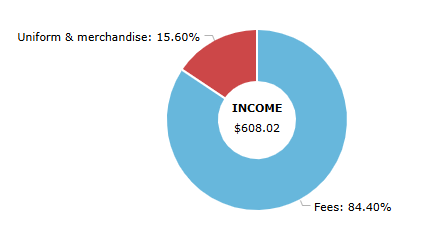 Uniform & merchandise: 15.60%
INCOME
$608.02
Fees: 84.40%